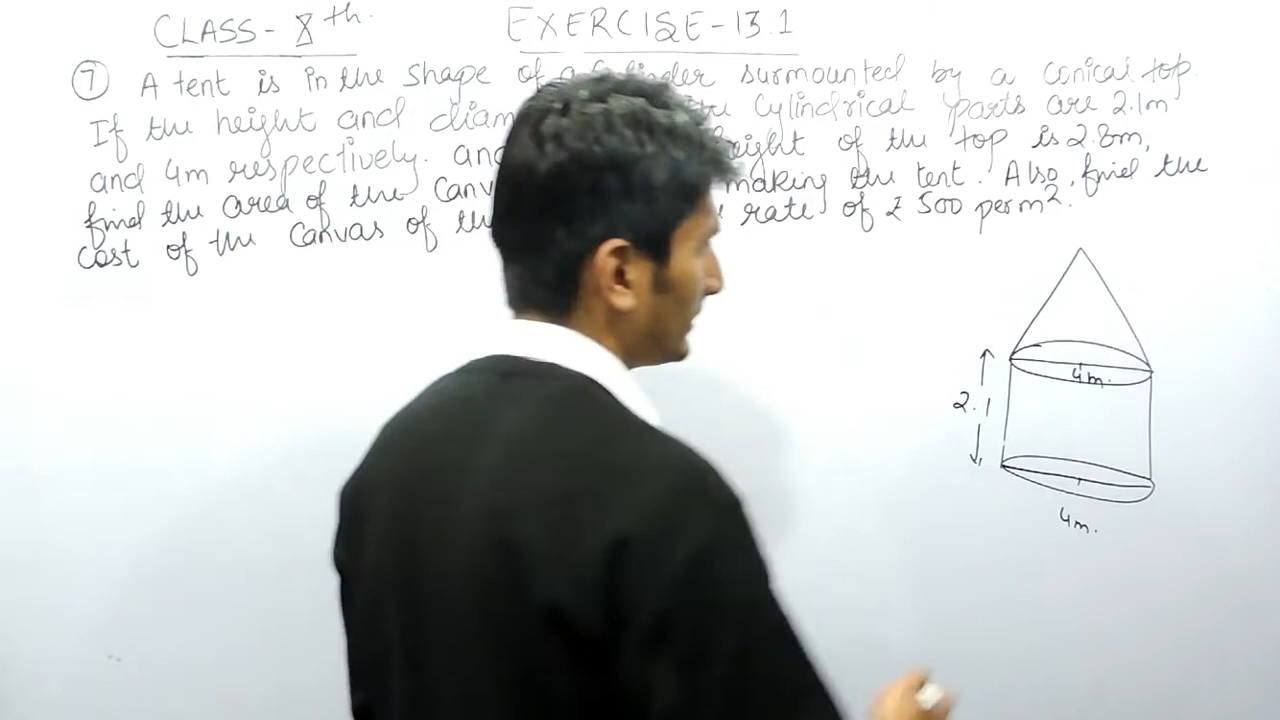 CLASS- Xth. EXERCISE-13.1
7 A tent is in the shape of a cylinder surmounted by a conical top
If the height and diam the cylindrical parts are 2.1m
and 4m respectively. and height of the top is 2.8m,
find the area of the canv making the tent. Also, find the
cost of the canvas of the rate of ₹ 500 per m².
4m.
2.1
4m.